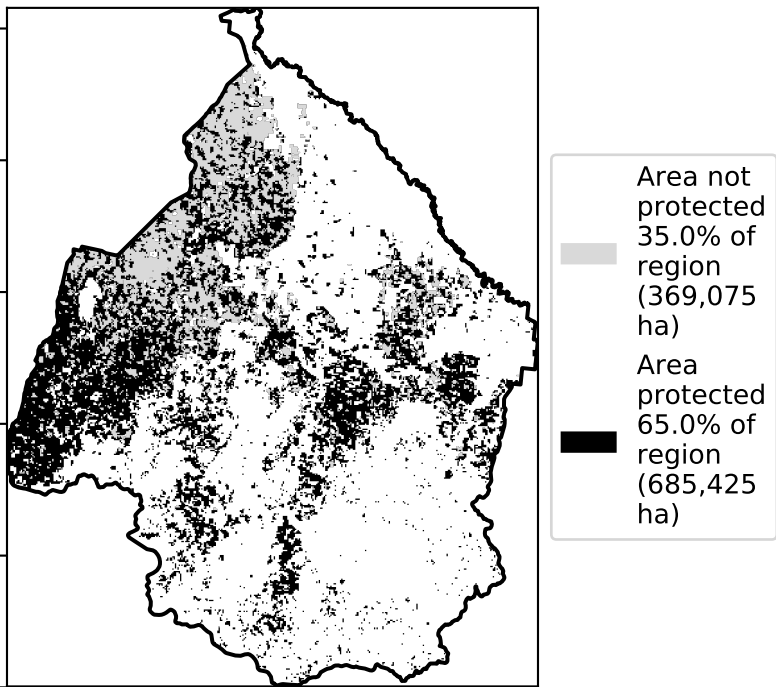 Area not
protected
35.0% of
region
(369,075
ha)
Area
protected
65.0% of
region
(685,425
ha)